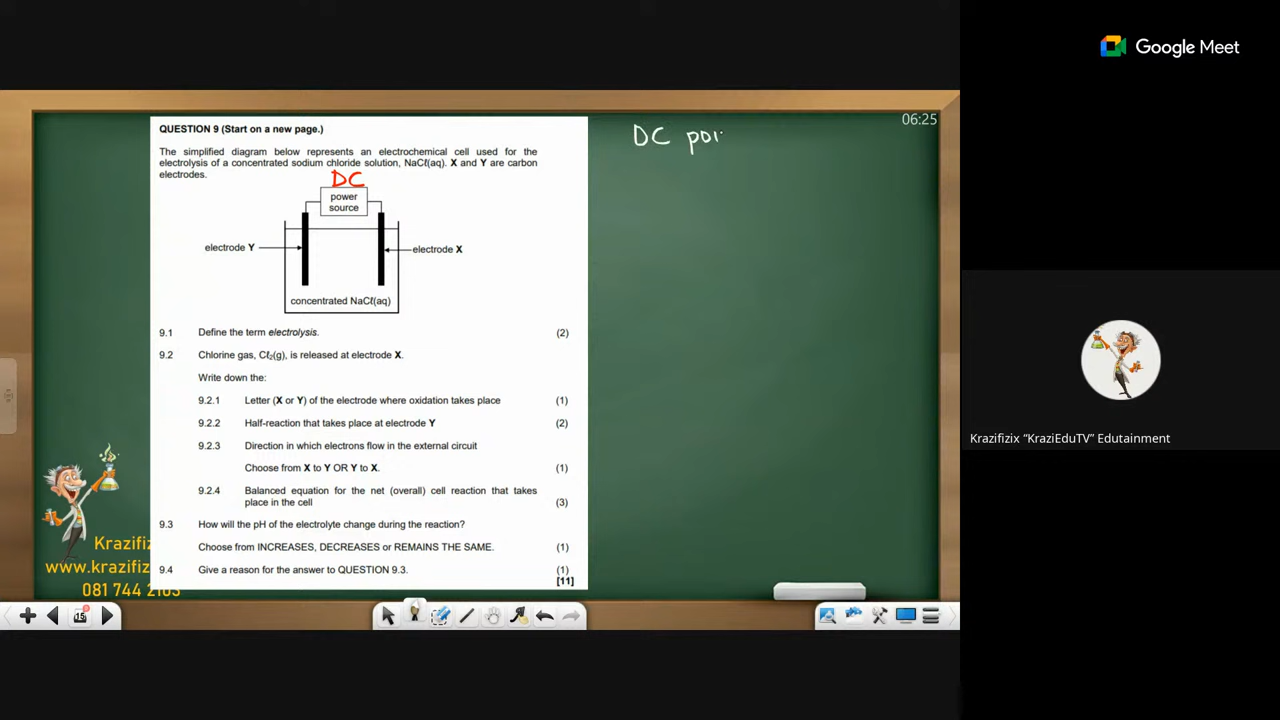 Google Meet
06:25
DC
QUESTION 9 (Start on a new page.)
The simplified diagram below represents an electrochemical cell used for the
electrolysis of a concentrated sodium chloride solution, NaCℓ(aq). X and Y are carbon
electrodes.
DC
power
source
electrode Y
electrode X
concentrated NaCℓ(aq)
9.1 Define the term electrolysis. (2)
9.2 Chlorine gas, Cℓ₂(g), is released at electrode X.
Write down the:
9.2.1 Letter (X or Y) of the electrode where oxidation takes place (1)
9.2.2 Half-reaction that takes place at electrode Y (2)
9.2.3 Direction in which electrons flow in the external circuit
Choose from X to Y OR Y to X. (1)
9.2.4 Balanced equation for the net (overall) cell reaction that takes
place in the cell (3)
9.3 How will the pH of the electrolyte change during the reaction?
Choose from INCREASES, DECREASES or REMAINS THE SAME. (1)
9.4 Give a reason for the answer to QUESTION 9.3. (1)
[11]
Krazifiz
www.krazifiz
081 744 2103
Krazifizix “KraziEduTV” Edutainment